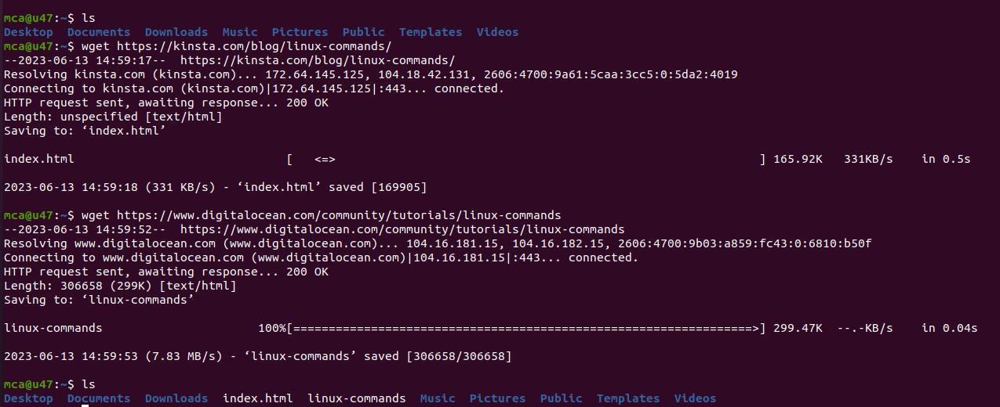 mca@u47:~$ ls
Desktop  Documents  Downloads  Music  Pictures  Public  Templates  Videos
mca@u47:~$ wget https://kinsta.com/blog/linux-commands/
--2023-06-13 14:59:17--  https://kinsta.com/blog/linux-commands/
Resolving kinsta.com (kinsta.com)... 172.64.145.125, 104.18.42.131, 2606:4700:9a61:5caa:3cc5:0:5da2:4019
Connecting to kinsta.com (kinsta.com)|172.64.145.125|:443... connected.
HTTP request sent, awaiting response... 200 OK
Length: unspecified [text/html]
Saving to: ‘index.html’
index.html                              [   <=>                                                            ] 165.92K   331KB/s    in 0.5s
2023-06-13 14:59:18 (331 KB/s) - ‘index.html’ saved [169905]
mca@u47:~$ wget https://www.digitalocean.com/community/tutorials/linux-commands
--2023-06-13 14:59:52--  https://www.digitalocean.com/community/tutorials/linux-commands
Resolving www.digitalocean.com (www.digitalocean.com)... 104.16.181.15, 104.16.182.15, 2606:4700:9b03:a859:fc43:0:6810:b50f
Connecting to www.digitalocean.com (www.digitalocean.com)|104.16.181.15|:443... connected.
HTTP request sent, awaiting response... 200 OK
Length: 306658 (299K) [text/html]
Saving to: ‘linux-commands’
linux-commands                      100%[=================================================================>] 299.47K  --.-KB/s    in 0.04s
2023-06-13 14:59:53 (7.83 MB/s) - ‘linux-commands’ saved [306658/306658]
mca@u47:~$ ls
Desktop  Documents  Downloads  index.html  linux-commands  Music  Pictures  Public  Templates  Videos